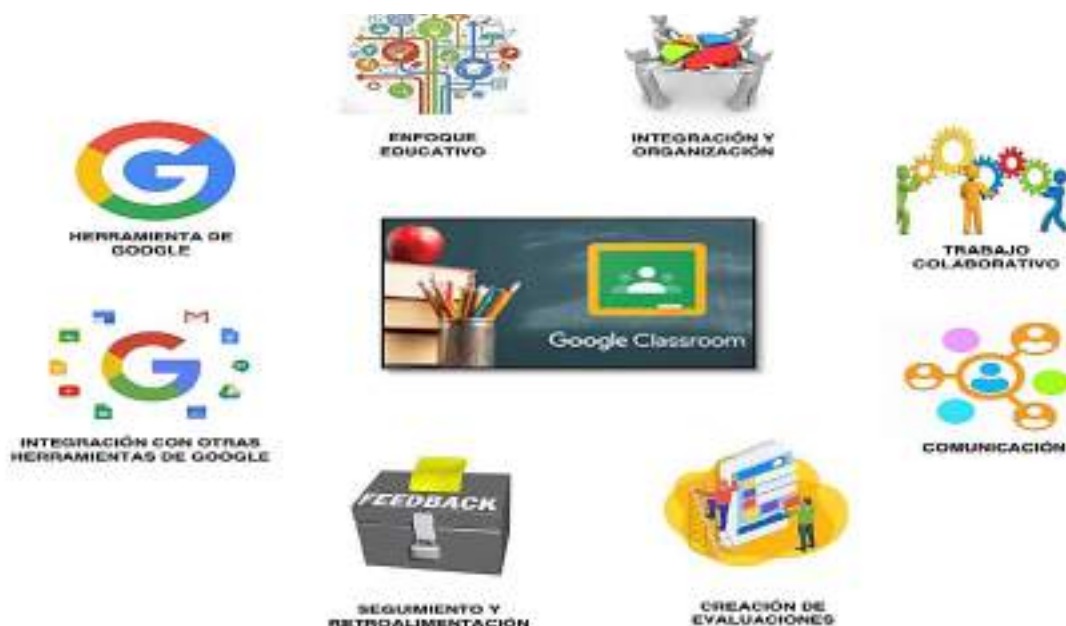 ENFOQUE
EDUCATIVO
INTEGRACIÓN Y
ORGANIZACIÓN
HERRAMIENTA DE
GOOGLE
TRABAJO
COLABORATIVO
Google Classroom
INTEGRACIÓN CON OTRAS
HERRAMIENTAS DE GOOGLE
COMUNICACIÓN
FEEDBACK
SEGUIMIENTO Y
RETROALIMENTACIÓN
CREACIÓN DE
EVALUACIONES